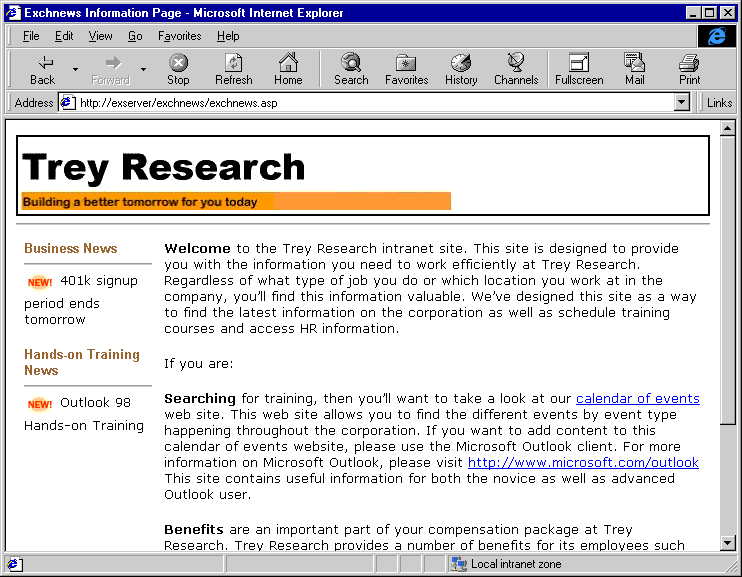 Exchnews Information Page - Microsoft Internet Explorer
File Edit View Go Favorites Help
Back Forward Stop Refresh Home Search Favorites History Channels Fullscreen Mail Print
Address http://exserver/exchnews/exchnews.asp Links
Trey Research
Building a better tomorrow for you today
Business News
NEW! 401k signup
period ends
tomorrow
Hands-on Training
News
NEW! Outlook 98
Hands-on Training
Welcome to the Trey Research intranet site. This site is designed to provide
you with the information you need to work efficiently at Trey Research.
Regardless of what type of job you do or which location you work at in the
company, you'll find this information valuable. We've designed this site as a way
to find the latest information on the corporation as well as schedule training
courses and access HR information.
If you are:
Searching for training, then you'll want to take a look at our calendar of events
web site. This web site allows you to find the different events by event type
happening throughout the corporation. If you want to add content to this
calendar of events website, please use the Microsoft Outlook client. For more
information on Microsoft Outlook, please visit http://www.microsoft.com/outlook
This site contains useful information for both the novice as well as advanced
Outlook user.
Benefits are an important part of your compensation package at Trey
Research. Trey Research provides a number of benefits for its employees such
Local intranet zone